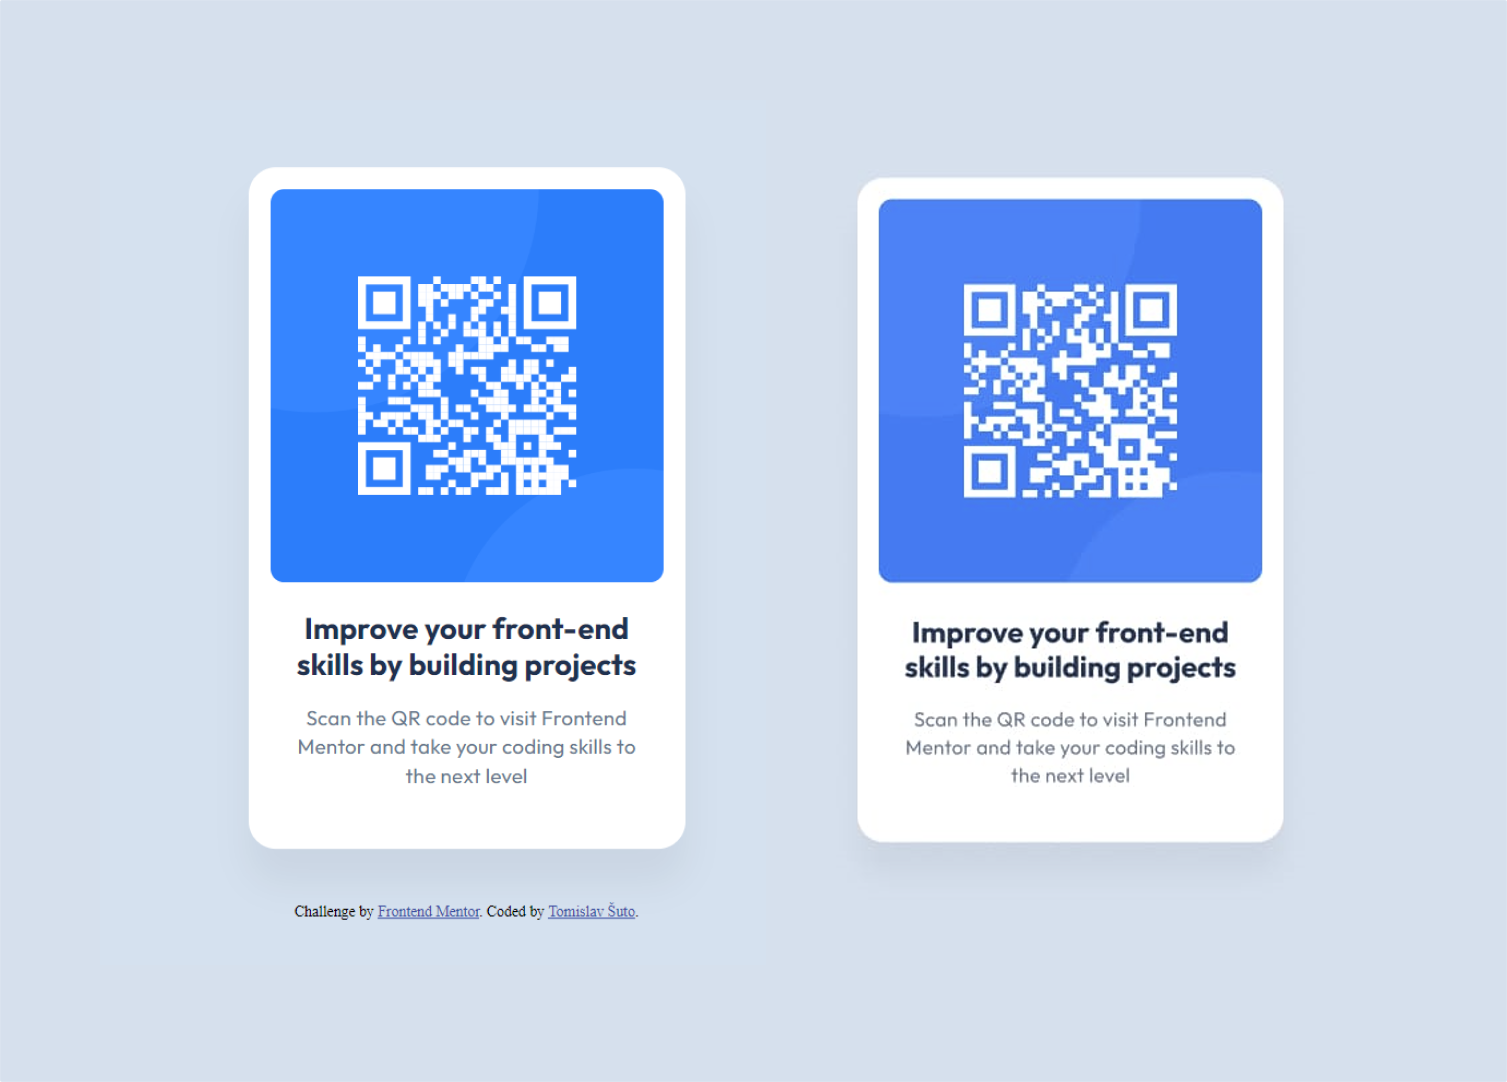 Improve your front-end
skills by building projects
Scan the QR code to visit Frontend
Mentor and take your coding skills to
the next level
Challenge by Frontend Mentor. Coded by Tomislav Šuto.
Improve your front-end
skills by building projects
Scan the QR code to visit Frontend
Mentor and take your coding skills to
the next level